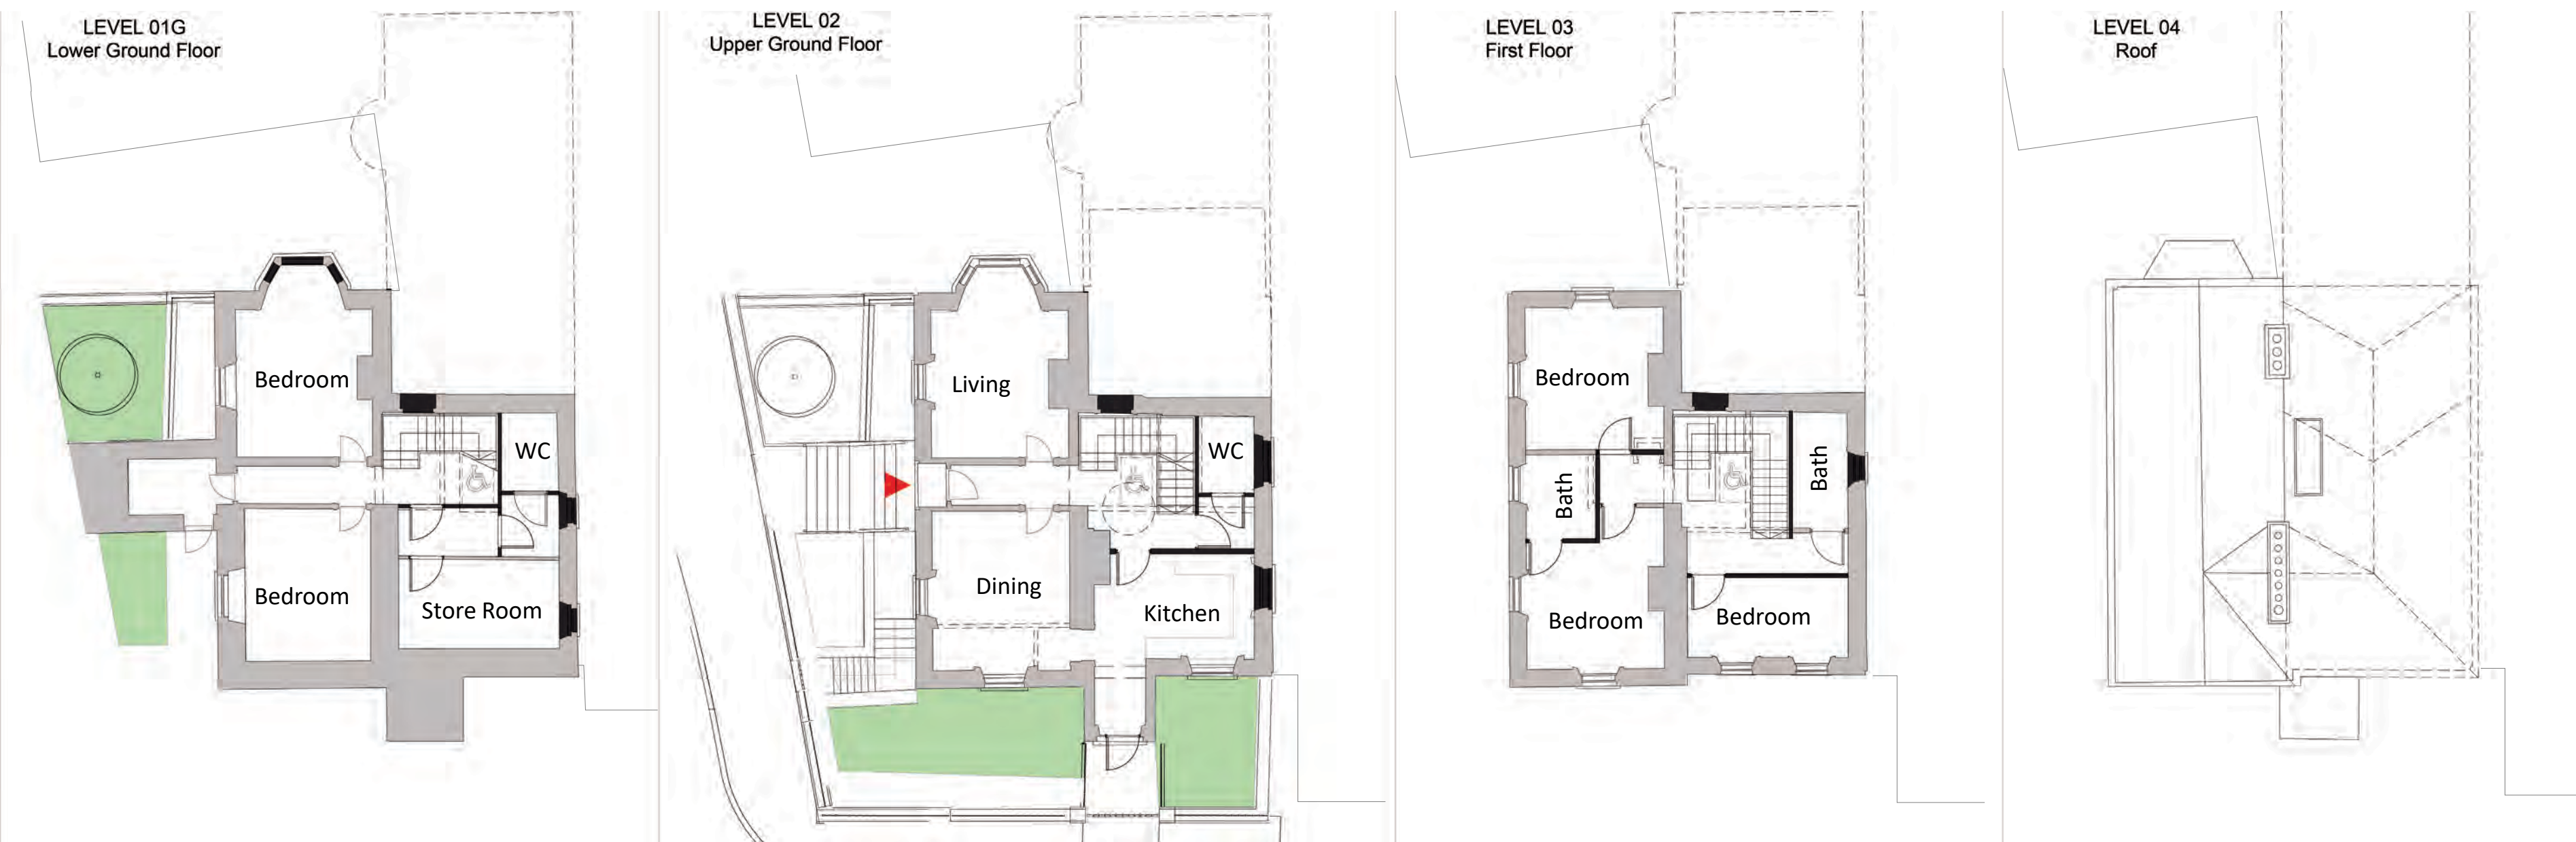 LEVEL 01G
Lower Ground Floor
Bedroom
WC
Bedroom
Store Room
LEVEL 02
Upper Ground Floor
Living
WC
Dining
Kitchen
LEVEL 03
First Floor
Bedroom
Bath
Bath
Bedroom
Bedroom
LEVEL 04
Roof